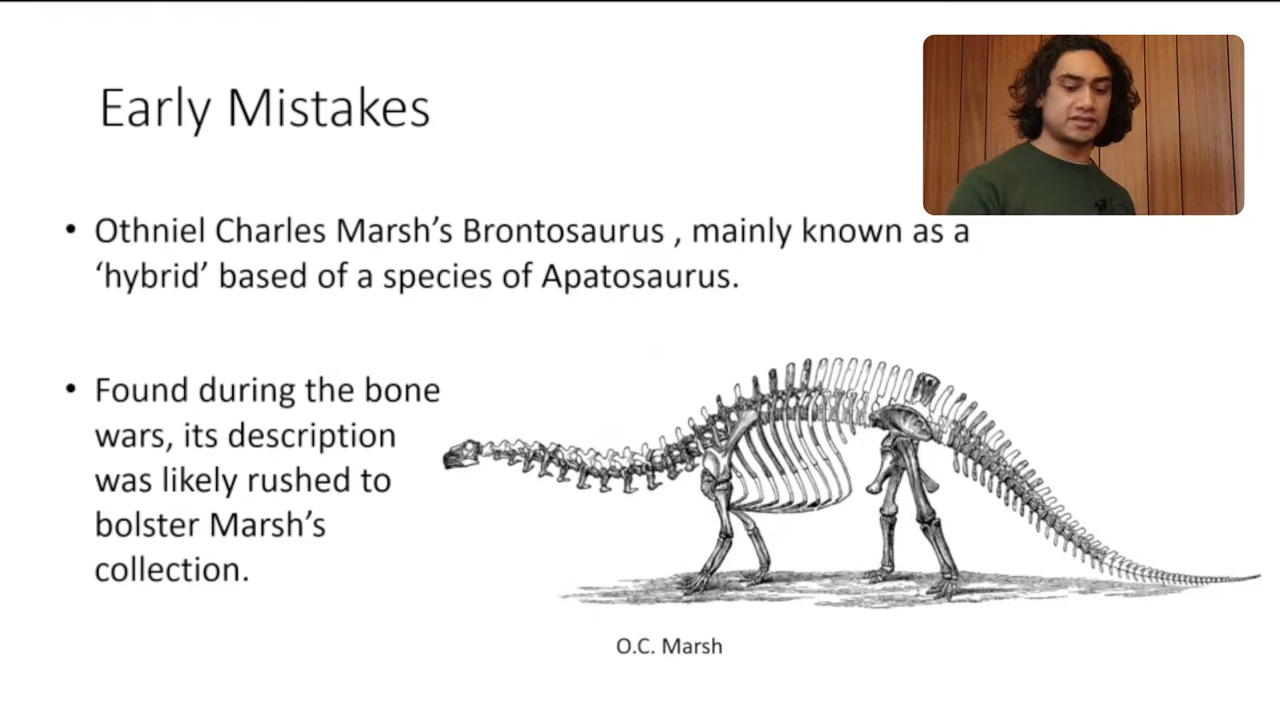 Early Mistakes
• Othniel Charles Marsh’s Brontosaurus , mainly known as a
‘hybrid’ based of a species of Apatosaurus.
• Found during the bone
wars, its description
was likely rushed to
bolster Marsh’s
collection.
O.C. Marsh